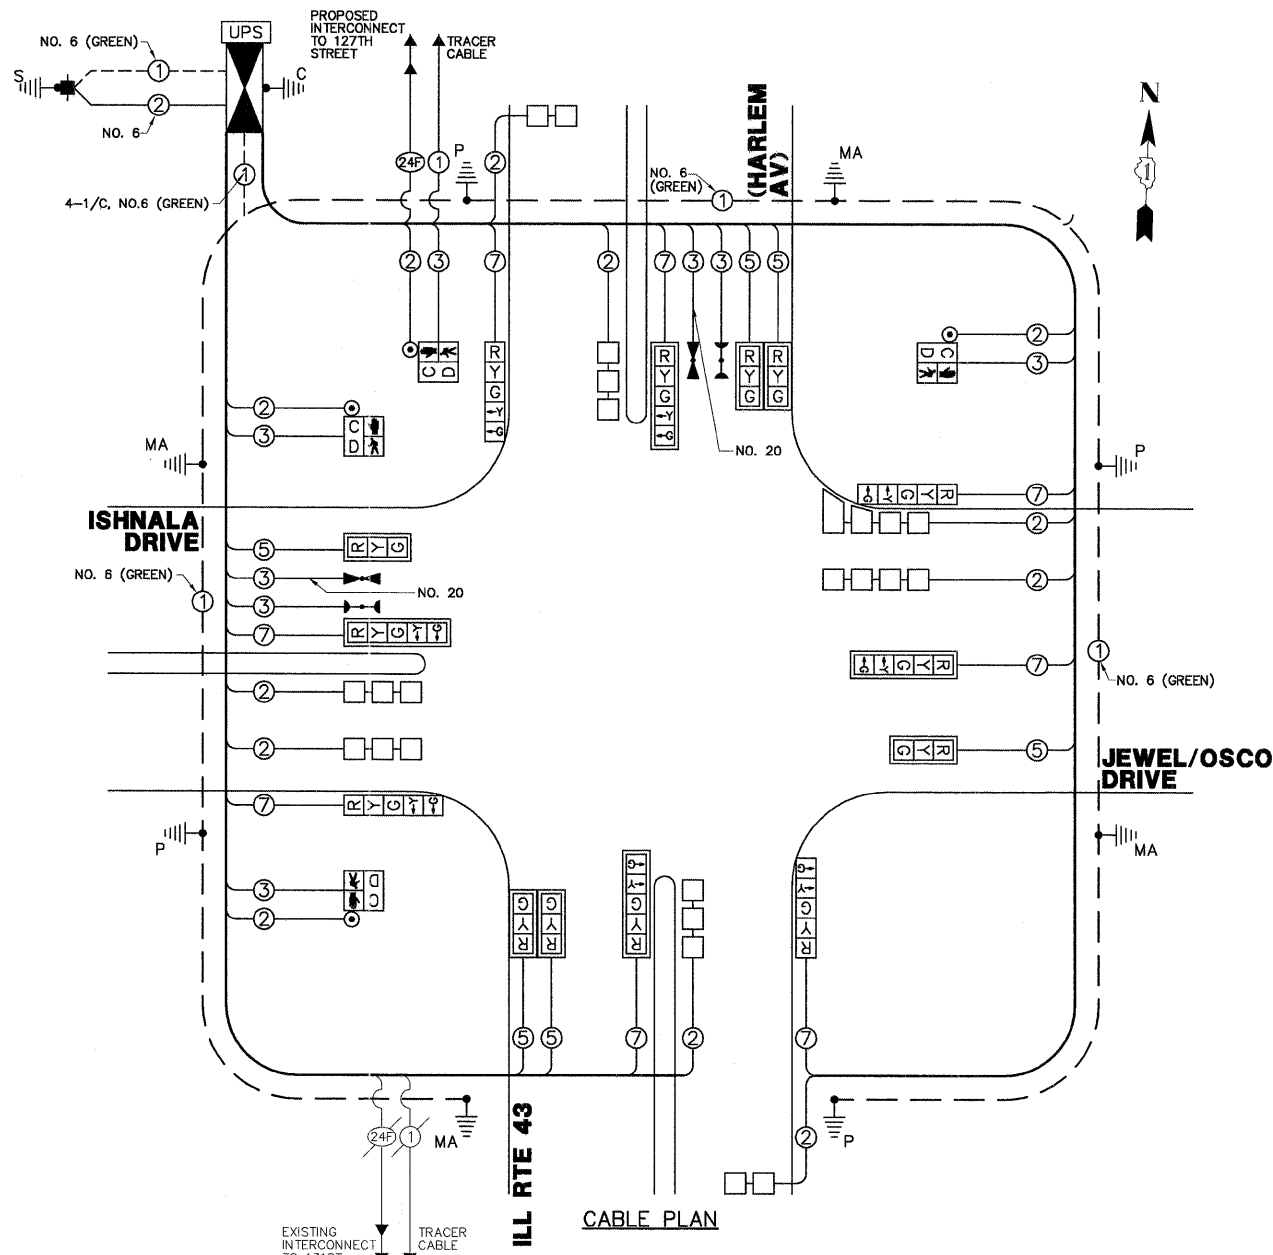 PROPOSED
INTERCONNECT
TO 127TH
STREET
TRACER
CABLE
UPS
NO. 6 (GREEN)
1
S
C
2
NO. 6
1
4-1/C, NO.6 (GREEN)
24F
1
P
2
NO. 6
(GREEN)
1
(HARLEM
AV)
MA
N
1
2
3
7
2
7
3
3
5
5
R
Y
G
←Y
←G
C
D
R
Y
G
←Y
←G
R
Y
G
R
Y
G
NO. 20
2
3
C
D
2
3
C
D
MA
P
R Y G ←Y ←G
7
2
ISHNALA
DRIVE
5
R Y G
3
NO. 20
3
7
R Y G ←Y ←G
NO. 6 (GREEN)
1
2
R Y G ←Y ←G
7
1
NO. 6 (GREEN)
2
2
R Y G
5
JEWEL/OSCO
DRIVE
7
R Y G ←Y ←G
P
MA
3
D
C
2
←G
←Y
G
Y
R
G
Y
R
G
Y
R
←G
←Y
G
Y
R
5
5
7
2
7
24F
1
MA
ILL RTE 43
2
P
CABLE PLAN
EXISTING
INTERCONNECT
TRACER
CABLE